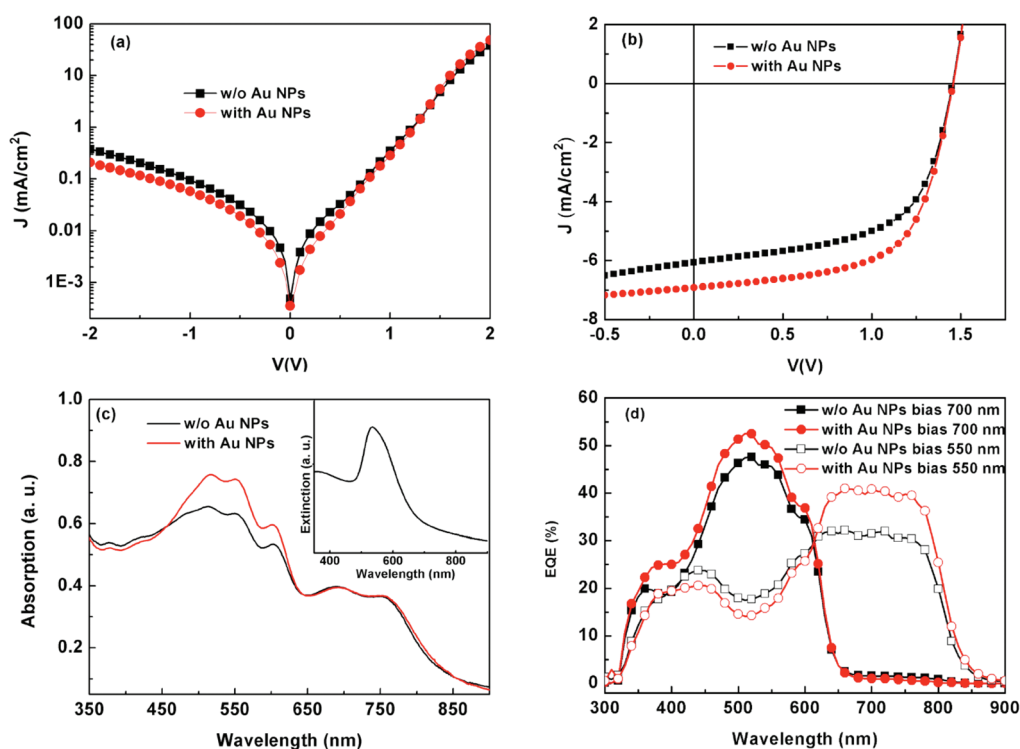 (a)
w/o Au NPs
with Au NPs
J (mA/cm²)
100
10
1
0.1
0.01
1E-3
-2
-1
0
1
2
V(V)
(b)
w/o Au NPs
with Au NPs
J (mA/cm²)
2
0
-2
-4
-6
-8
-0.5
0.0
0.5
1.0
1.5
V(V)
(c)
w/o Au NPs
with Au NPs
Absorption (a. u.)
1.0
0.8
0.6
0.4
0.2
0.0
350
450
550
650
750
850
Wavelength (nm)
Extinction (a. u.)
400
600
800
Wavelength (nm)
(d)
w/o Au NPs bias 700 nm
with Au NPs bias 700 nm
w/o Au NPs bias 550 nm
with Au NPs bias 550 nm
EQE (%)
60
50
40
30
20
10
0
300
400
500
600
700
800
900
Wavelength (nm)